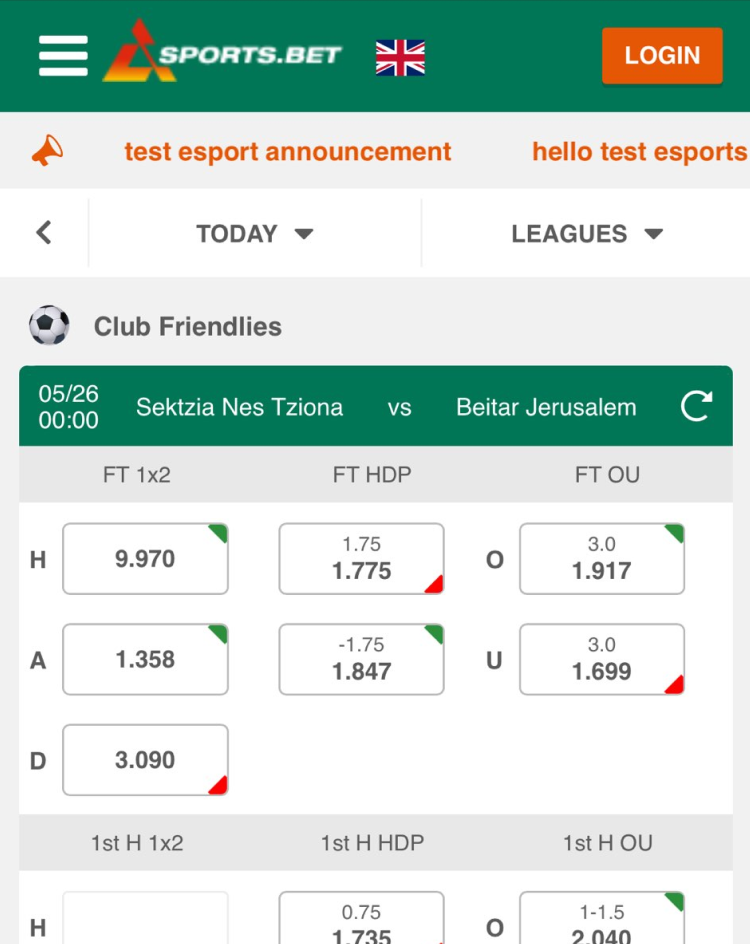 SPORTS.BET
LOGIN
test esport announcement hello test esports
TODAY LEAGUES
Club Friendlies
05/26
00:00
Sektzia Nes Tziona vs Beitar Jerusalem
FT 1x2 FT HDP FT OU
H 9.970 1.75 O 3.0
1.775 1.917
A 1.358 -1.75 U 3.0
1.847 1.699
D 3.090
1st H 1x2 1st H HDP 1st H OU
H 0.75 O 1-1.5
1.735 2.040